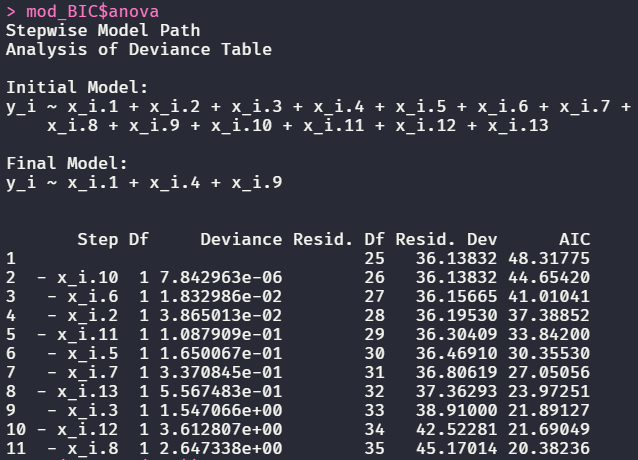 > mod_BIC$anova
Stepwise Model Path
Analysis of Deviance Table
Initial Model:
y_i ~ x_i.1 + x_i.2 + x_i.3 + x_i.4 + x_i.5 + x_i.6 + x_i.7 +
x_i.8 + x_i.9 + x_i.10 + x_i.11 + x_i.12 + x_i.13
Final Model:
y_i ~ x_i.1 + x_i.4 + x_i.9
Step Df Deviance Resid. Df Resid. Dev AIC
1 25 36.13832 48.31775
2 - x_i.10 1 7.842963e-06 26 36.13832 44.65420
3 - x_i.6 1 1.832986e-02 27 36.15665 41.01041
4 - x_i.2 1 3.865013e-02 28 36.19530 37.38852
5 - x_i.11 1 1.087909e-01 29 36.30409 33.84200
6 - x_i.5 1 1.650067e-01 30 36.46910 30.35530
7 - x_i.7 1 3.370845e-01 31 36.80619 27.05056
8 - x_i.13 1 5.567483e-01 32 37.36293 23.97251
9 - x_i.3 1 1.547066e+00 33 38.91000 21.89127
10 - x_i.12 1 3.612807e+00 34 42.52281 21.69049
11 - x_i.8 1 2.647338e+00 35 45.17014 20.38236